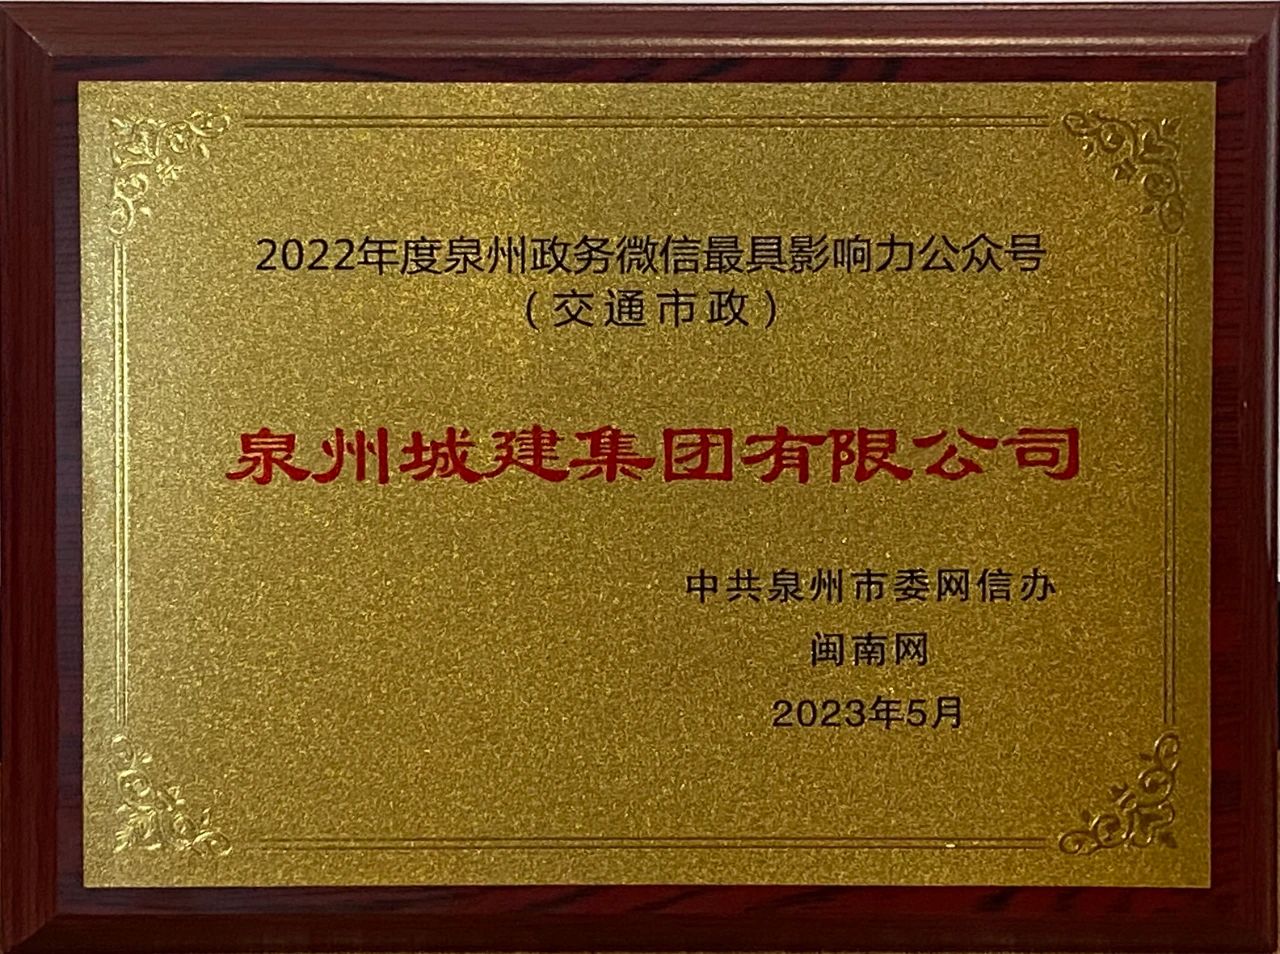 2022年度泉州政务微信最具影响力公众号
（交通市政）
泉州城建集团有限公司
中共泉州市委网信办
闽南网
2023年5月